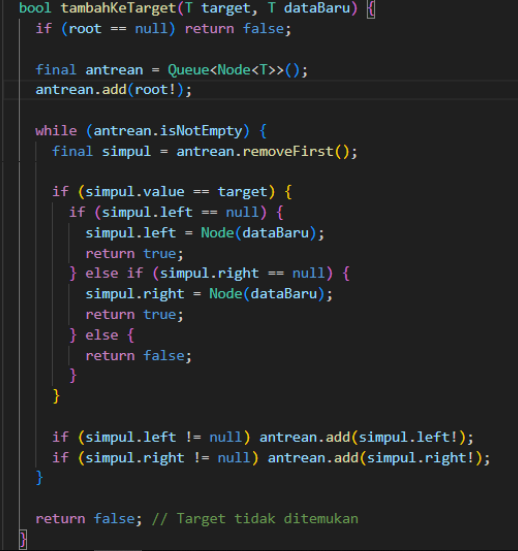 bool tambahKeTarget(T target, T dataBaru) {
if (root == null) return false;
final antrean = Queue<Node<T>>();
antrean.add(root!);
while (antrean.isNotEmpty) {
final simpul = antrean.removeFirst();
if (simpul.value == target) {
if (simpul.left == null) {
simpul.left = Node(dataBaru);
return true;
} else if (simpul.right == null) {
simpul.right = Node(dataBaru);
return true;
} else {
return false;
}
}
if (simpul.left != null) antrean.add(simpul.left!);
if (simpul.right != null) antrean.add(simpul.right!);
}
return false; // Target tidak ditemukan
}